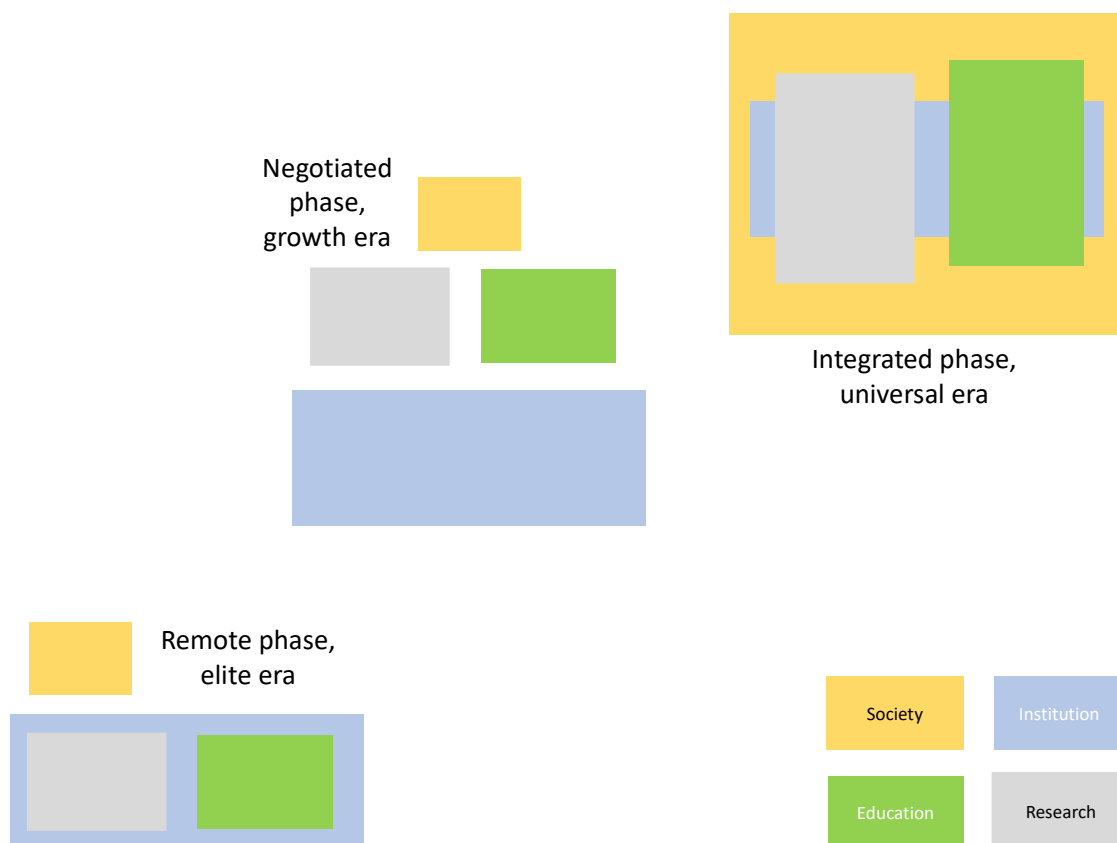 Negotiated
phase,
growth era
Integrated phase,
universal era
Remote phase,
elite era
Society
Institution
Education
Research